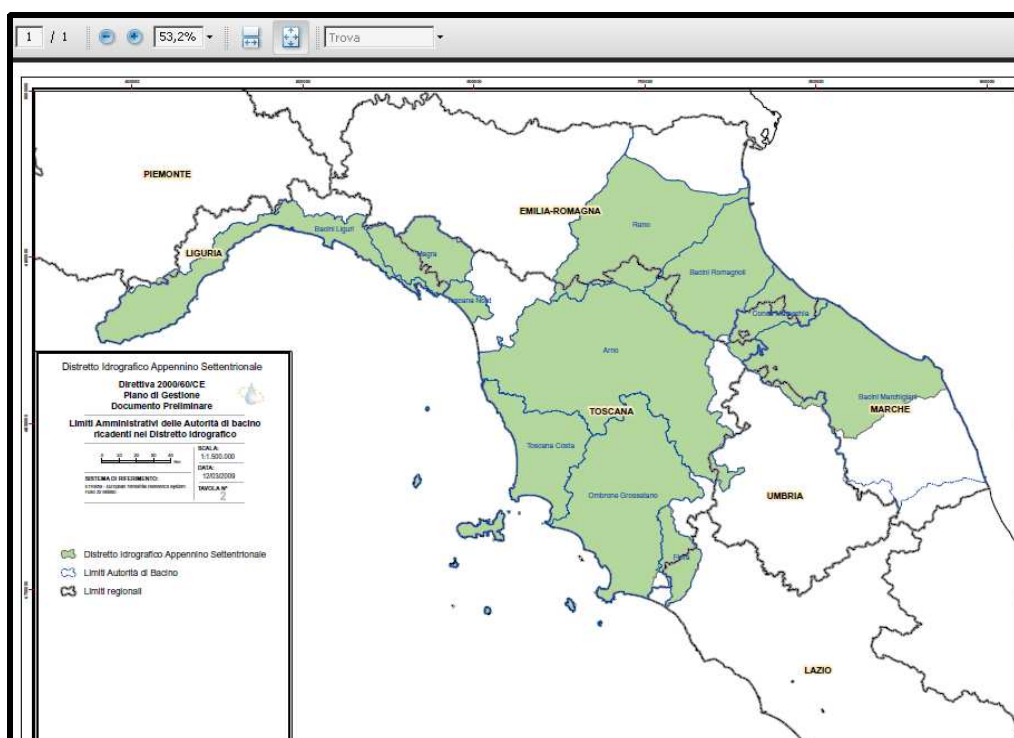 1 / 1 53,2% Trova
PIEMONTE
EMILIA-ROMAGNA
LIGURIA
Bacini Liguri
Magra
Toscana Nord
Reno
Bacini Romagnoli
Arno
Bacini Marchigiani
MARCHE
TOSCANA
Toscana Costa
Ombrone Grossetano
UMBRIA
Fiora
LAZIO
Distretto Idrografico Appennino Settentrionale
Direttiva 2000/60/CE
Plano di Gestione
Documento Preliminare
Limiti Amministrativi delle Autorità di bacino
ricadenti nel Distretto Idrografico
SCALA:
1:1.500.000
DATA:
12/03/2009
SISTEMA DI RIFERIMENTO:
TAVOLA N°
2
Distretto Idrografico Appennino Settentrionale
Limiti Autorità di Bacino
Limiti regionali